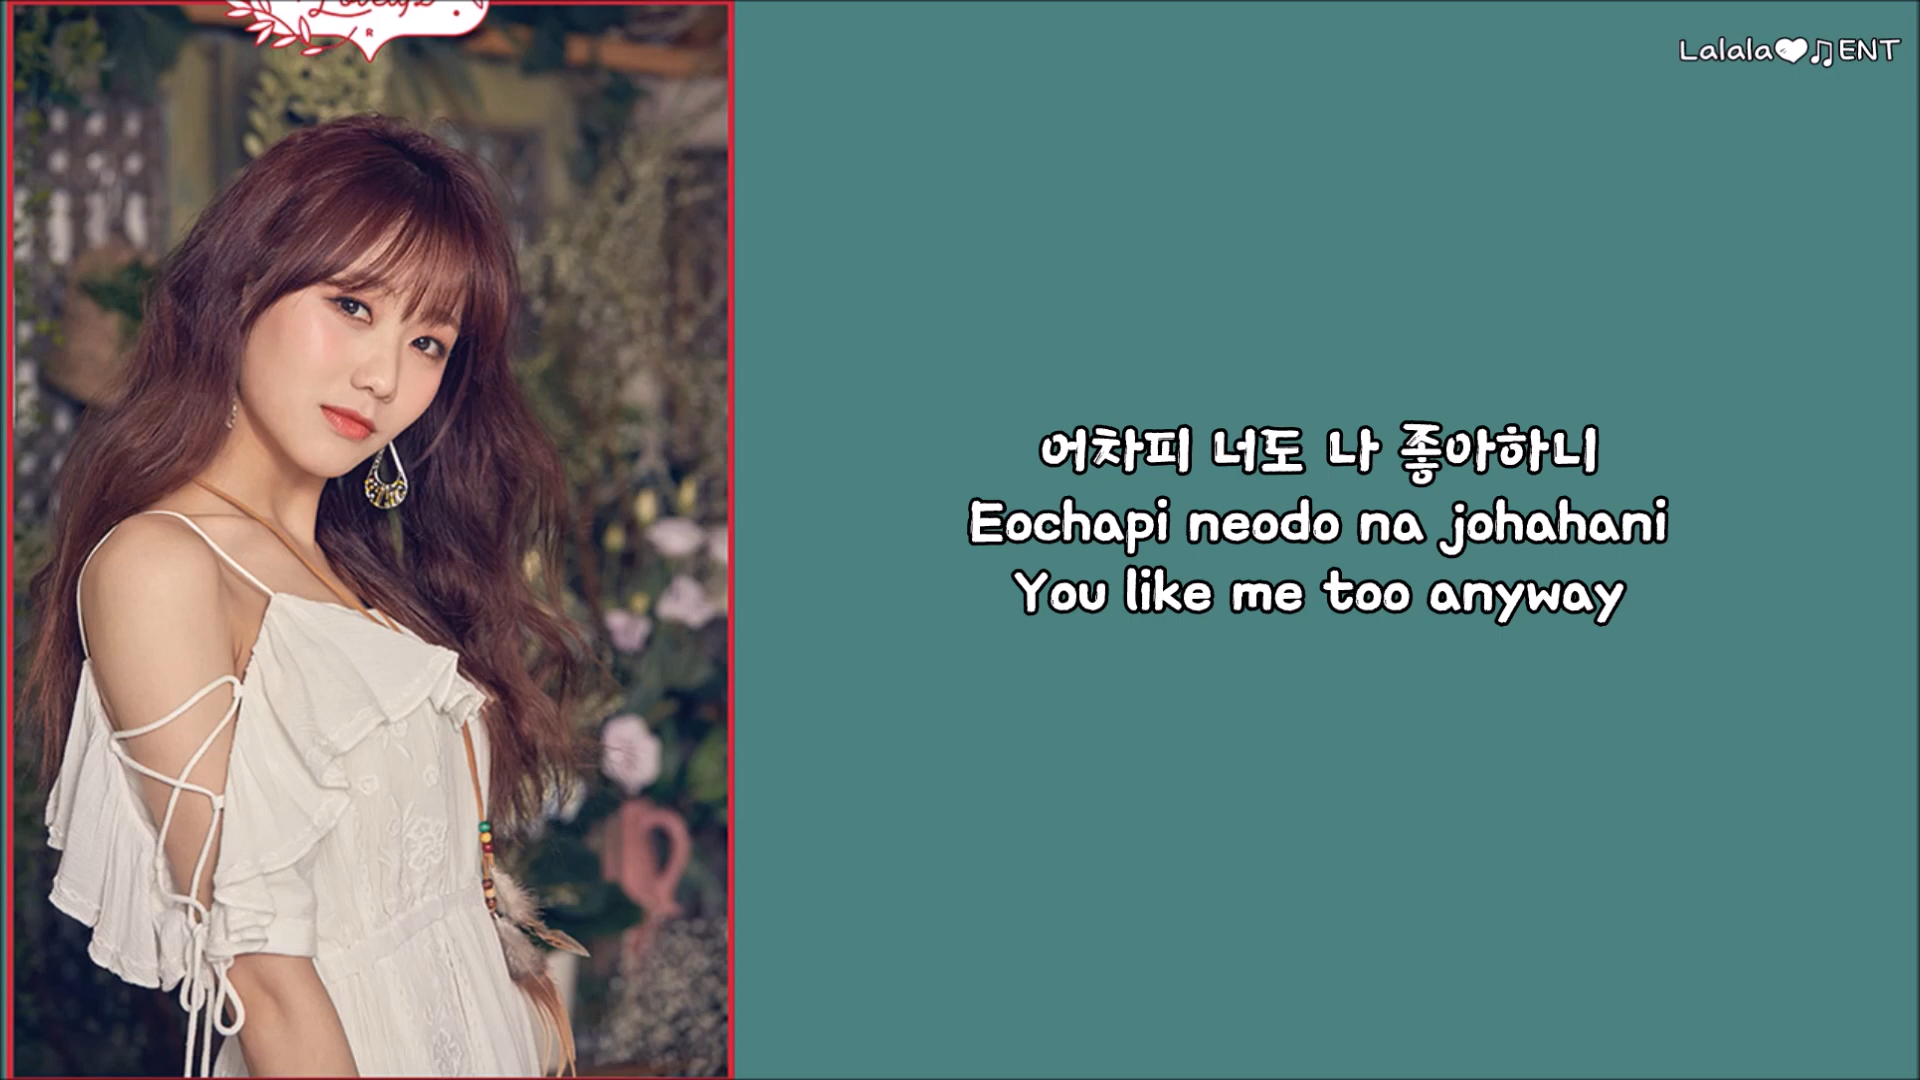 Lovelyz
R
Lalala♥♫ENT
어차피 너도 나 좋아하니
Eochapi neodo na johahani
You like me too anyway